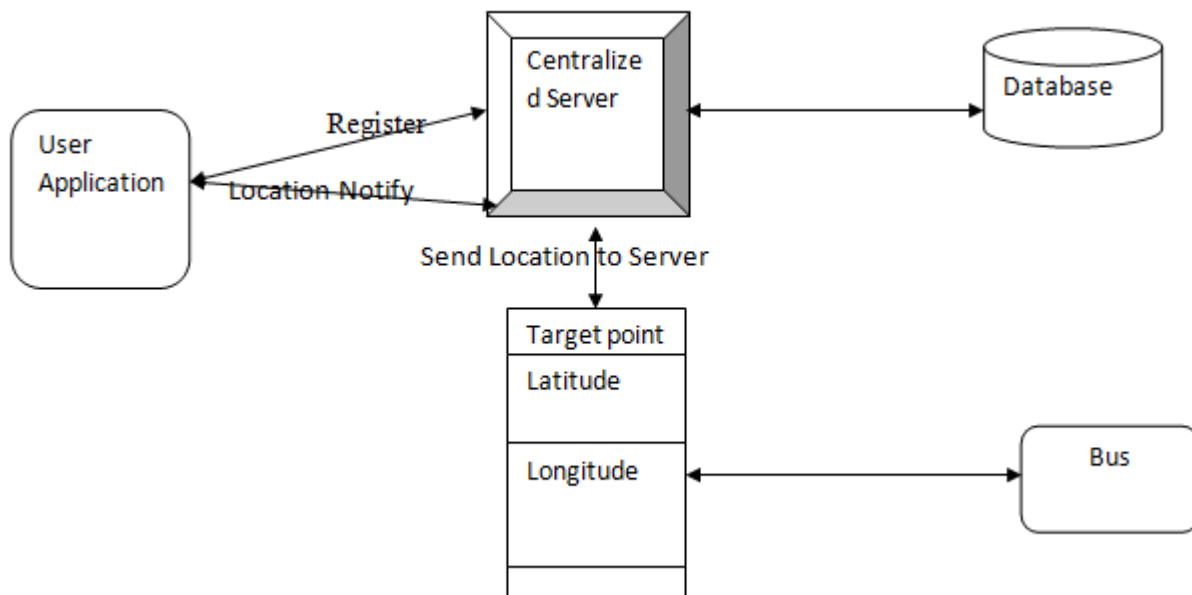 Centralize
d Server
Database
Register
User
Application
Location Notify
Send Location to Server
Target point
Latitude
Longitude
Bus